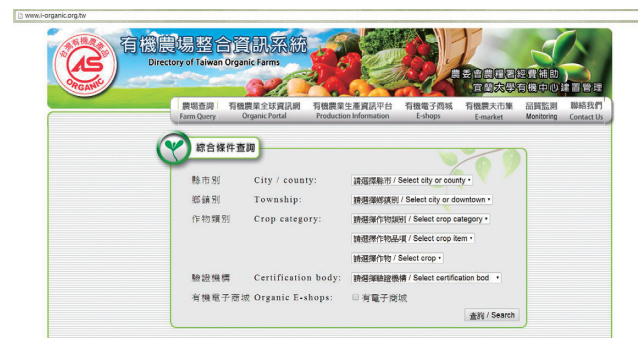 www.i-organic.org.tw
台灣有機農產品
ORGANIC
有機農場整合資訊系統
Directory of Taiwan Organic Farms
農委會農糧署經費補助
宜蘭大學有機中心建置管理
農場查詢 有機農業全球資訊網 有機農業生產資訊平台 有機電子商城 有機農夫市集 品質監測 聯絡我們
Farm Query Organic Portal Production Information E-shops E-market Monitoring Contact Us
綜合條件查詢
縣市別 City / county: 請選擇縣市 / Select city or county
鄉鎮別 Township: 請選擇鄉鎮別 / Select city or downtown
作物類別 Crop category: 請選擇作物類別 / Select crop category
請選擇作物品項 / Select crop item
請選擇作物 / Select crop
驗證機構 Certification body: 請選擇驗證機構 / Select certification bod
有機電子商城 Organic E-shops: 有電子商城
查詢 / Search